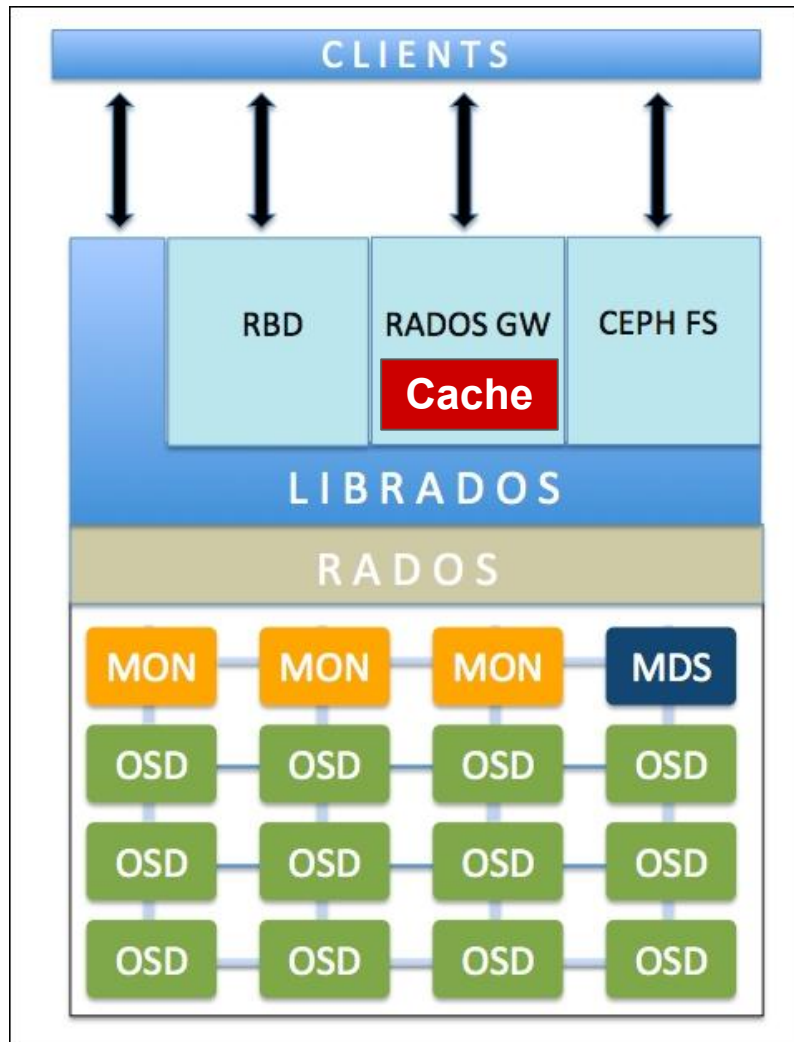 CLIENTS
RBD RADOS GW CEPH FS
Cache
LIBRADOS
RADOS
MON MON MON MDS
OSD OSD OSD OSD
OSD OSD OSD OSD
OSD OSD OSD OSD